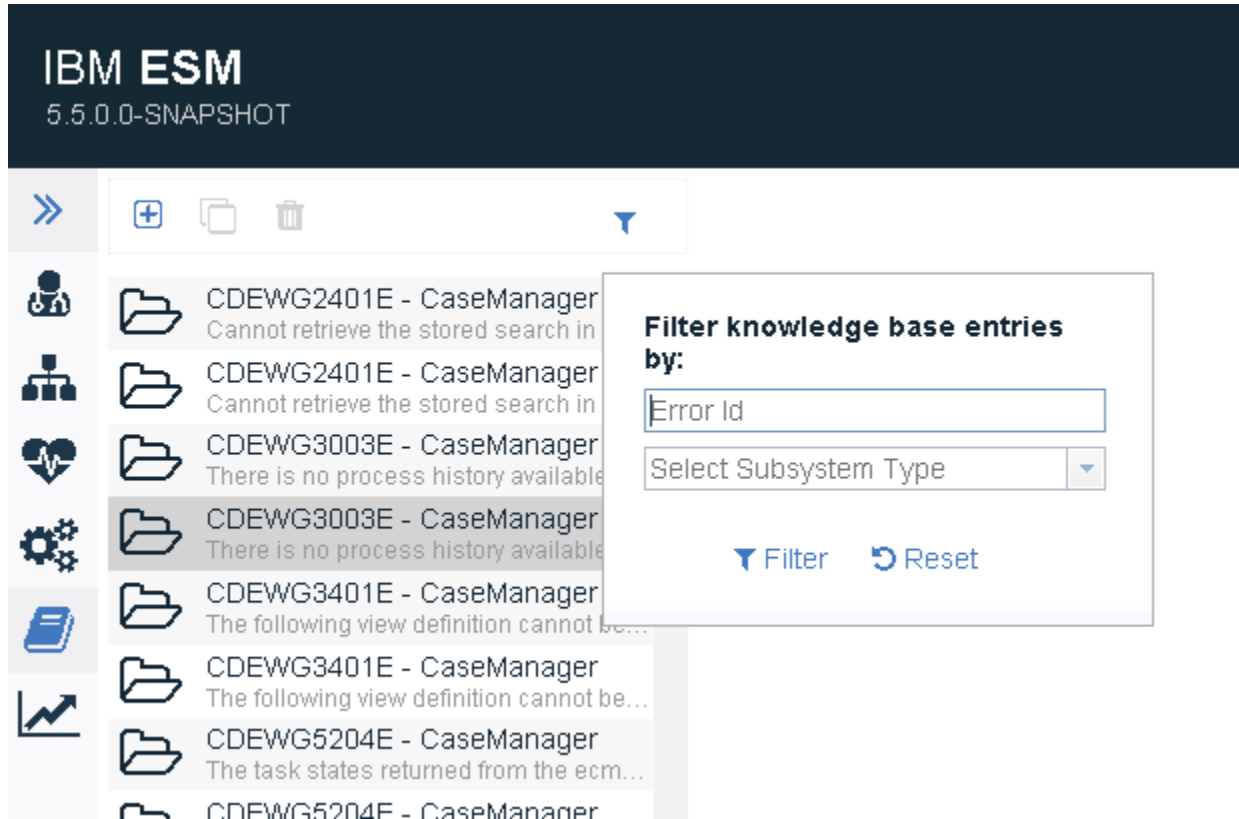 IBM ESM
5.5.0.0-SNAPSHOT
CDEWG2401E - CaseManager
Cannot retrieve the stored search in
CDEWG2401E - CaseManager
Cannot retrieve the stored search in
CDEWG3003E - CaseManager
There is no process history available
CDEWG3003E - CaseManager
There is no process history available
CDEWG3401E - CaseManager
The following view definition cannot be...
CDEWG3401E - CaseManager
The following view definition cannot be...
CDEWG5204E - CaseManager
The task states returned from the ecm...
CDEWG5204E - CaseManager
Filter knowledge base entries
by:
Error Id
Select Subsystem Type
Filter Reset